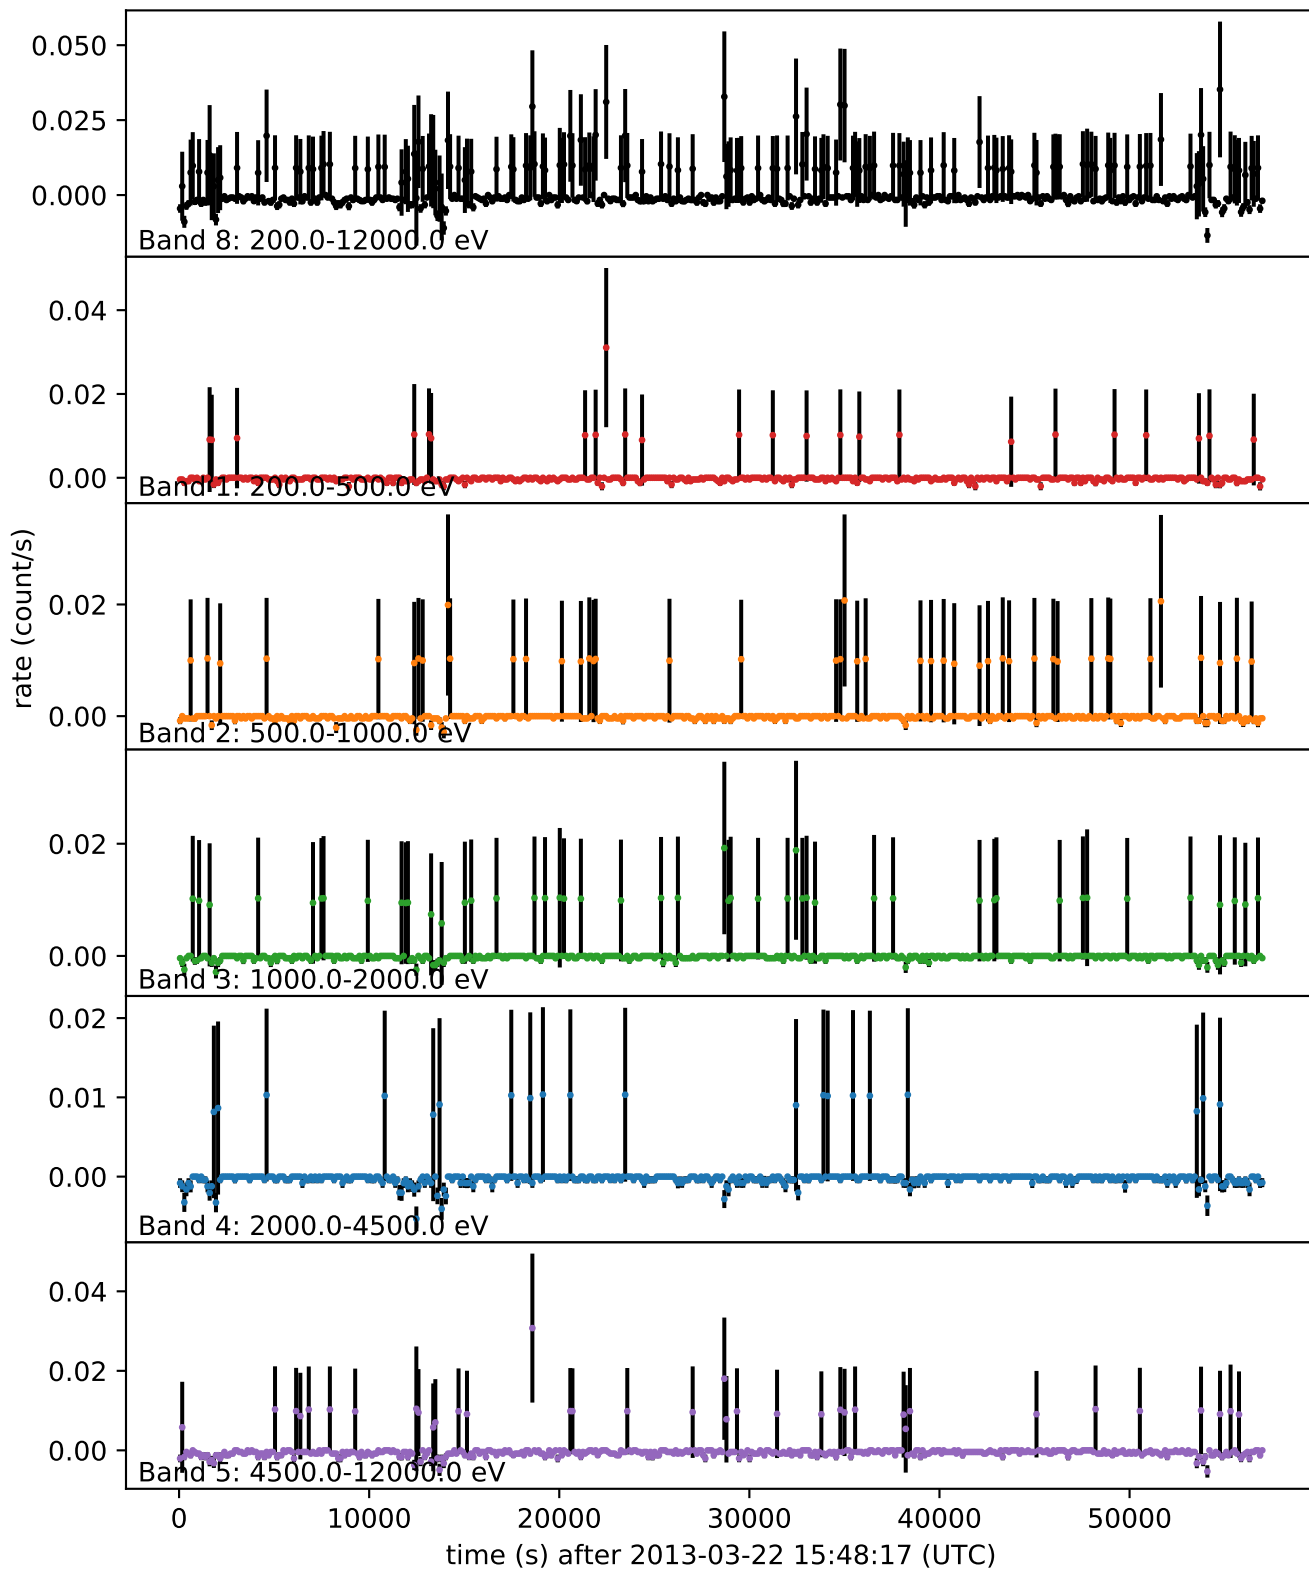 0.050
0.025
0.000
Band 8: 200.0-12000.0 eV
0.04
0.02
0.00
Band 1: 200.0-500.0 eV
rate (count/s)
0.02
0.00
Band 2: 500.0-1000.0 eV
0.02
0.00
Band 3: 1000.0-2000.0 eV
0.02
0.01
0.00
Band 4: 2000.0-4500.0 eV
0.04
0.02
0.00
Band 5: 4500.0-12000.0 eV
0 10000 20000 30000 40000 50000
time (s) after 2013-03-22 15:48:17 (UTC)